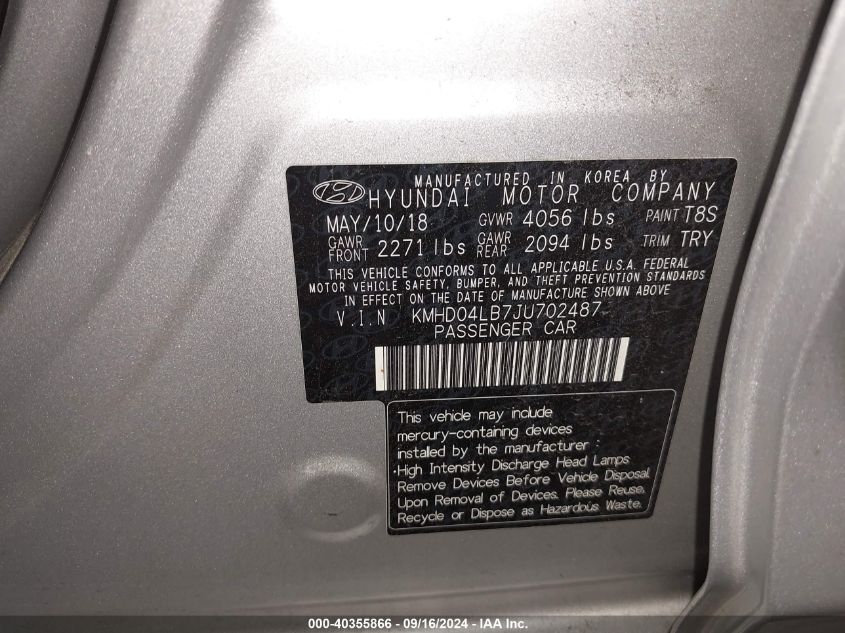 MANUFACTURED IN KOREA BY
HYUNDAI MOTOR COMPANY
MAY/10/18 GVWR 4056 lbs PAINT T8S
GAWR FRONT 2271 lbs GAWR REAR 2094 lbs TRIM TRY
THIS VEHICLE CONFORMS TO ALL APPLICABLE U.S.A. FEDERAL
MOTOR VEHICLE SAFETY, BUMPER, AND THEFT PREVENTION STANDARDS
IN EFFECT ON THE DATE OF MANUFACTURE SHOWN ABOVE
V.I.N KMHD04LB7JU702487
PASSENGER CAR
This vehicle may include
mercury-containing devices
installed by the manufacturer :
·High Intensity Discharge Head Lamps
Remove Devices Before Vehicle Disposal.
Upon Removal of Devices, Please Reuse,
Recycle or Dispose as Hazardous Waste.
000-40355866 - 09/16/2024 - IAA Inc.